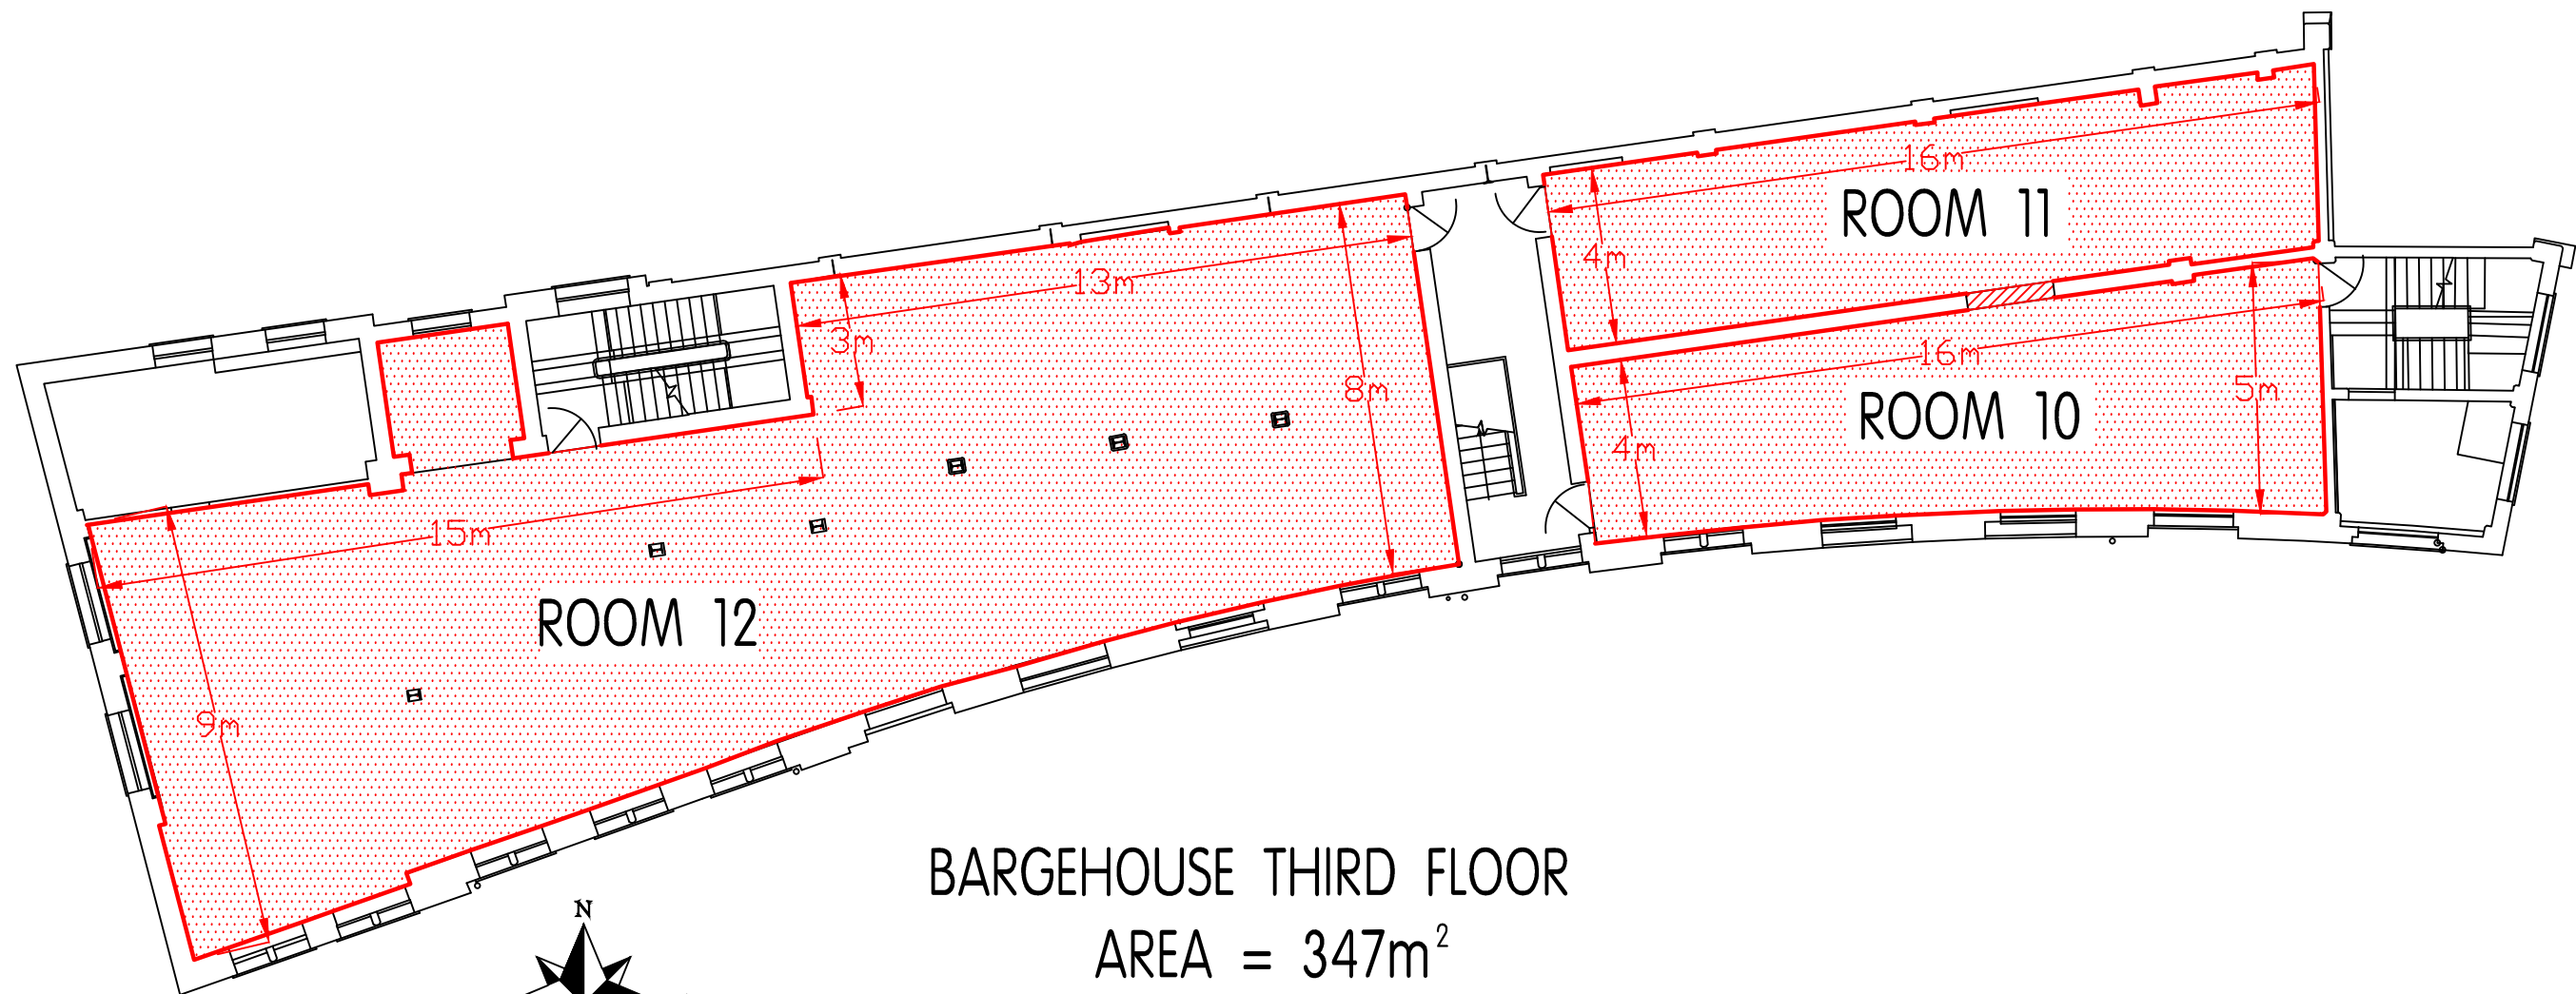 16m
ROOM 11
4m
13m
3m
16m
8m
5m
ROOM 10
4m
15m
ROOM 12
9m
BARGEHOUSE THIRD FLOOR
AREA = 347m²
N